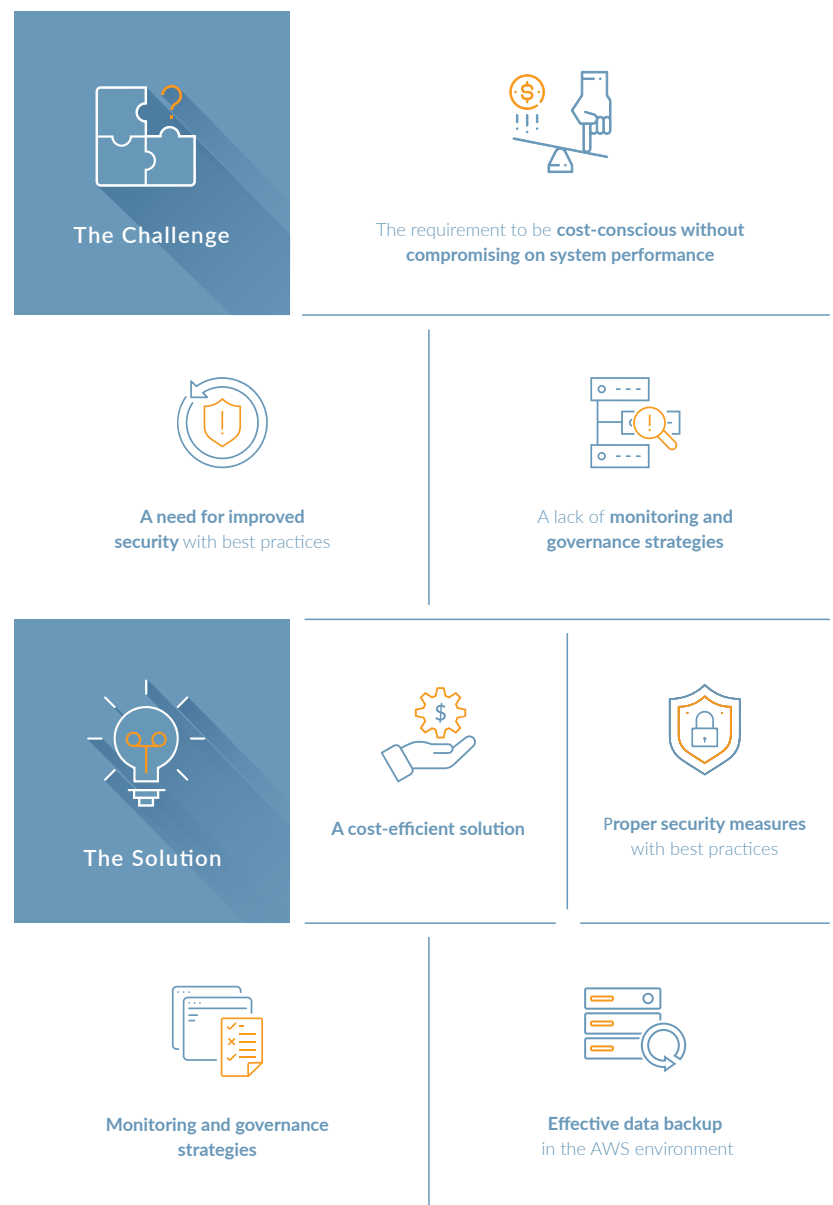 The Challenge
The requirement to be cost-conscious without
compromising on system performance
A need for improved
security with best practices
A lack of monitoring and
governance strategies
The Solution
A cost-efficient solution
Proper security measures
with best practices
Monitoring and governance
strategies
Effective data backup
in the AWS environment